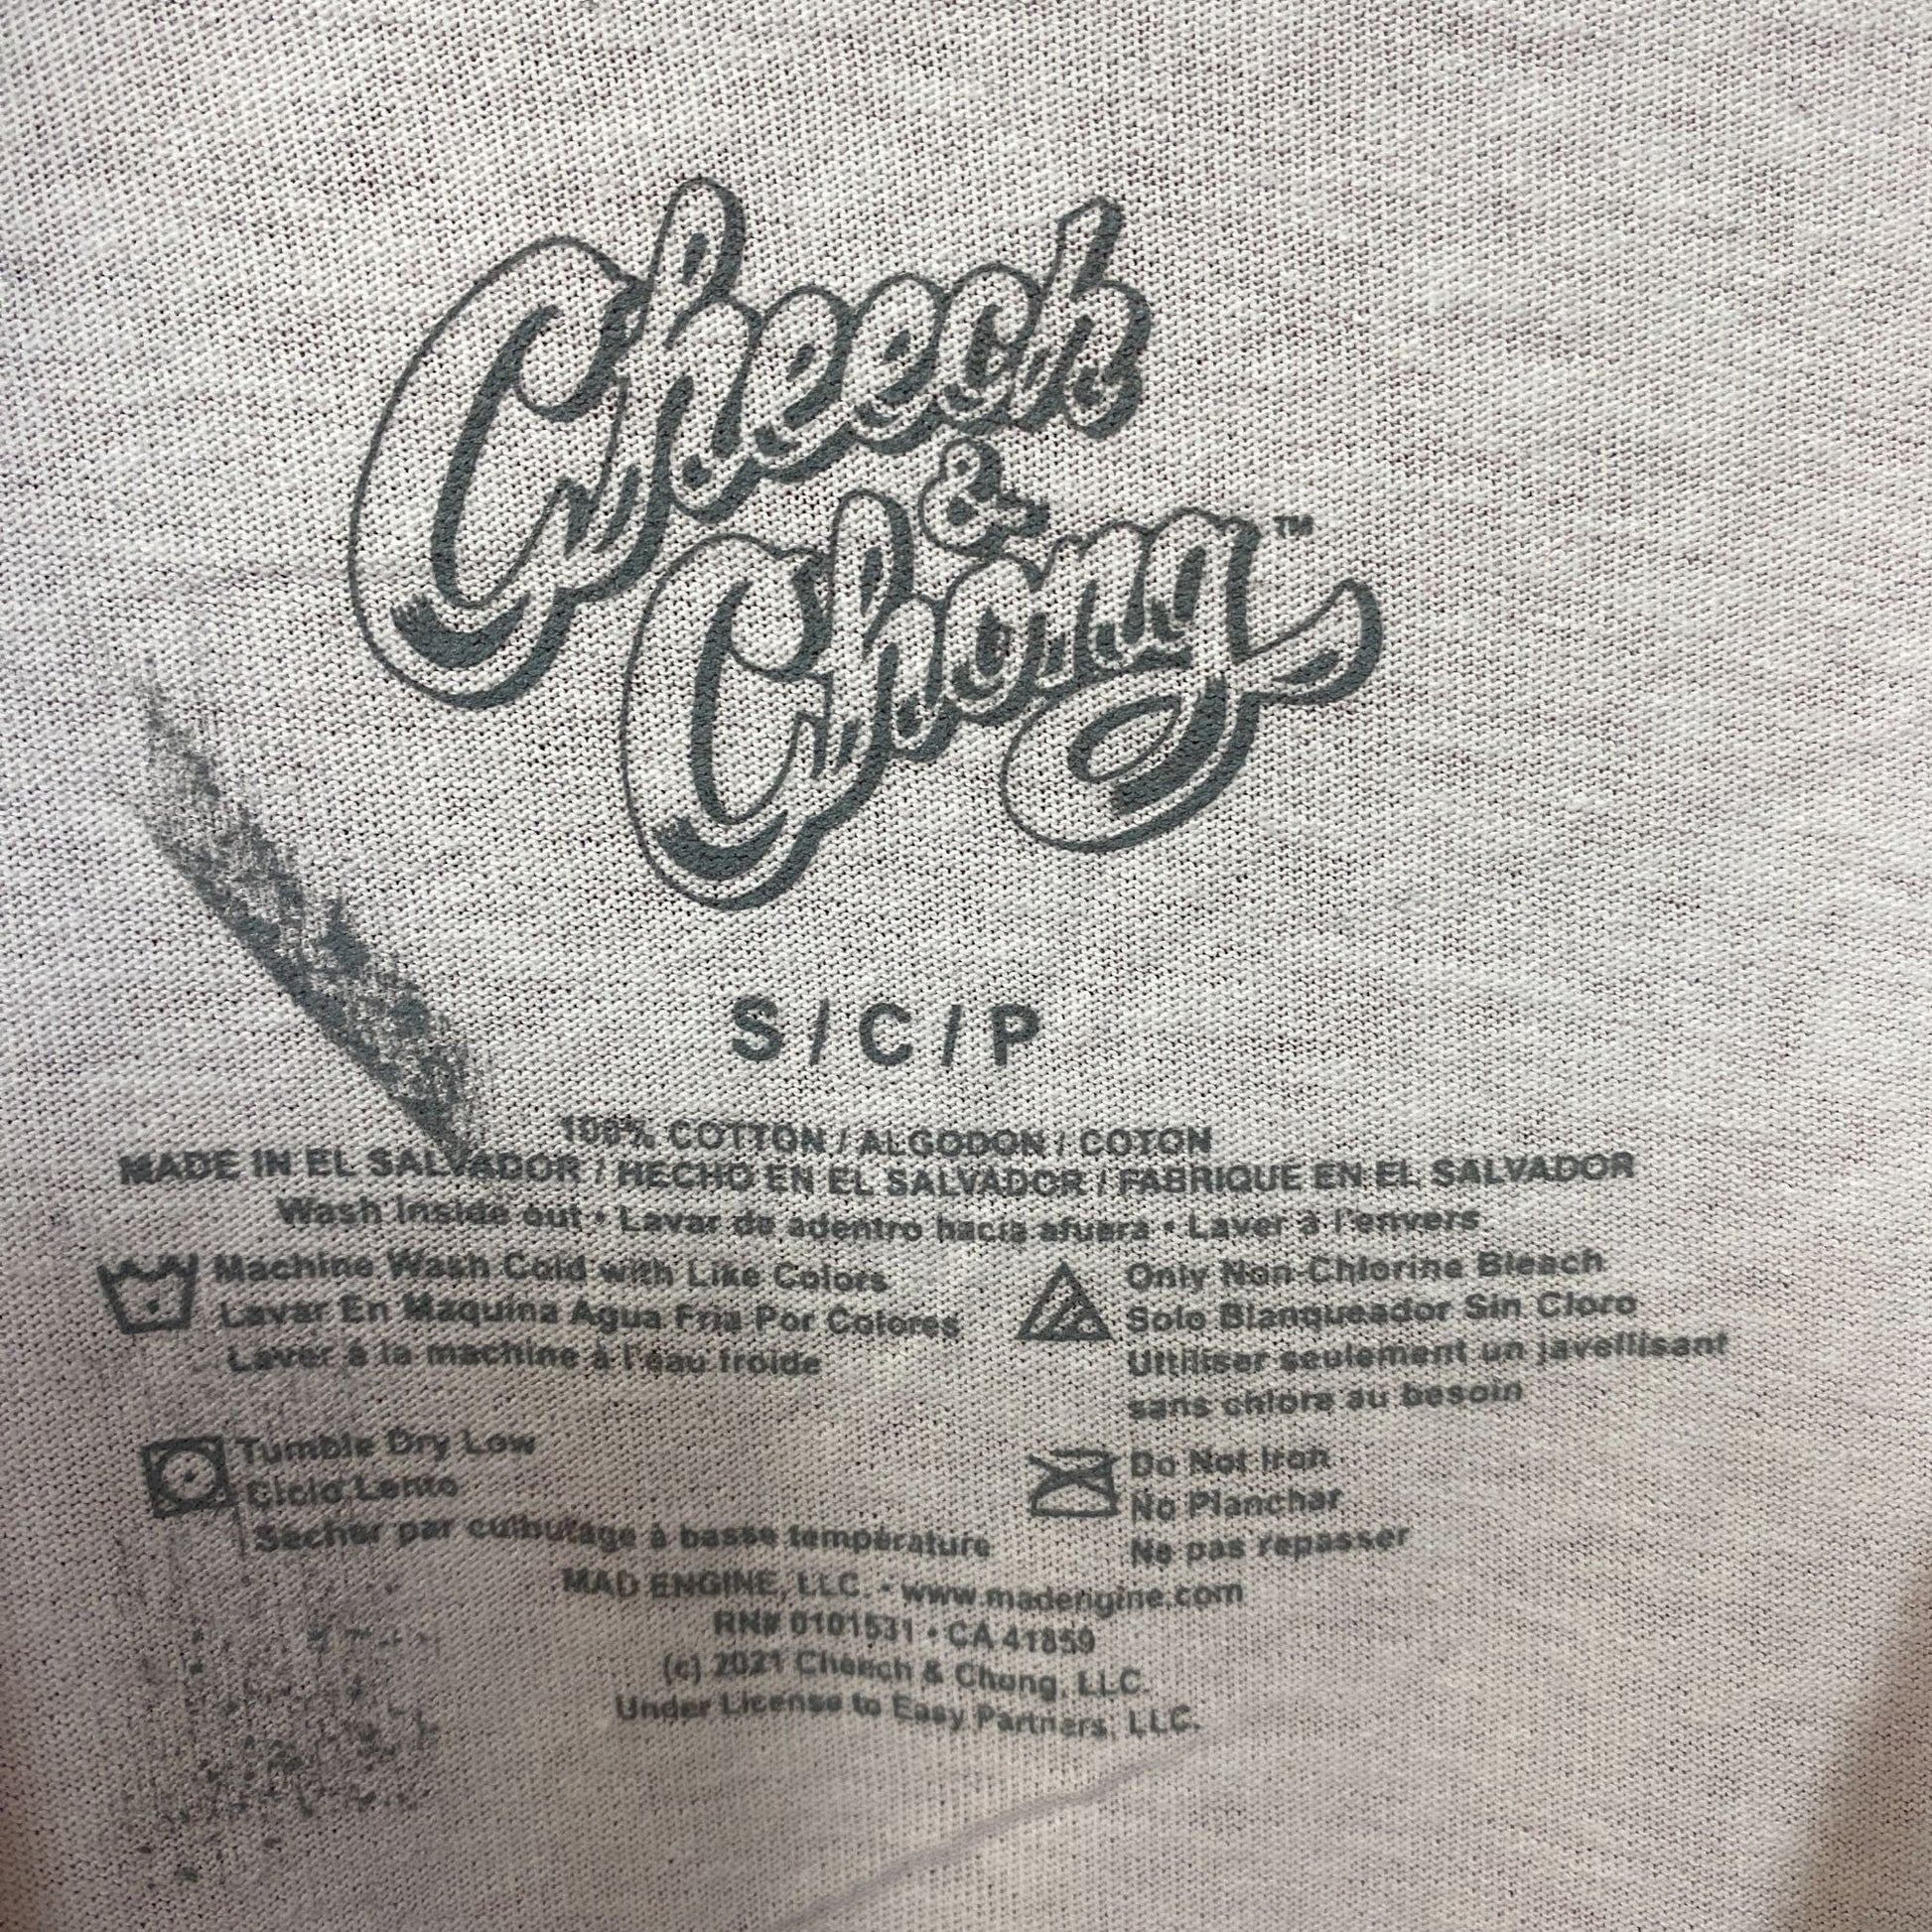 Cheech
&
Chong™
S / C / P
100% COTTON / ALGODON / COTON
MADE IN EL SALVADOR / HECHO EN EL SALVADOR / FABRIQUE EN EL SALVADOR
Wash Inside out • Lavar de adentro hacia afuera • Laver à l'envers
Machine Wash Cold with Like Colors
Lavar En Maquina Agua Fria Por Colores
Laver à la machine à l'eau froide
Only Non-Chlorine Bleach
Solo Blanqueador Sin Cloro
Uttiliser seulement un javellisant
sans chlore au besoin
Tumble Dry Low
Ciclo Lento
Sécher par culbutage à basse température
Do Not Iron
No Planchar
Ne pas repasser
MAD ENGINE, LLC. - www.madengine.com
RN# 0101531 • CA 41859
(c) 2021 Cheech & Chong, LLC.
Under License to Easy Partners, LLC.